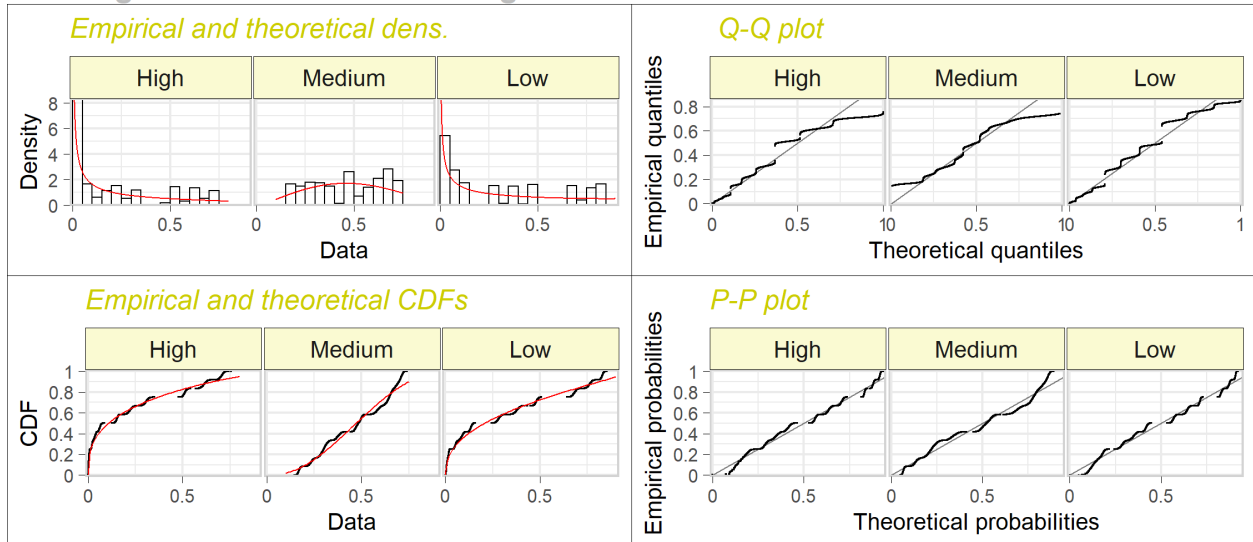 Empirical and theoretical dens.
High Medium Low
Density
8
6
4
2
0
0 0.5 0 0.5 0 0.5
Data
Q-Q plot
High Medium Low
Empirical quantiles
0.8
0.6
0.4
0.2
0
0 0.5 10 0.5 10 0.5 1
Theoretical quantiles
Empirical and theoretical CDFs
High Medium Low
CDF
1
0.8
0.6
0.4
0.2
0
0 0.5 0 0.5 0 0.5
Data
P-P plot
High Medium Low
Empirical probabilities
1
0.8
0.6
0.4
0.2
0
0 0.5 0 0.5 0 0.5
Theoretical probabilities